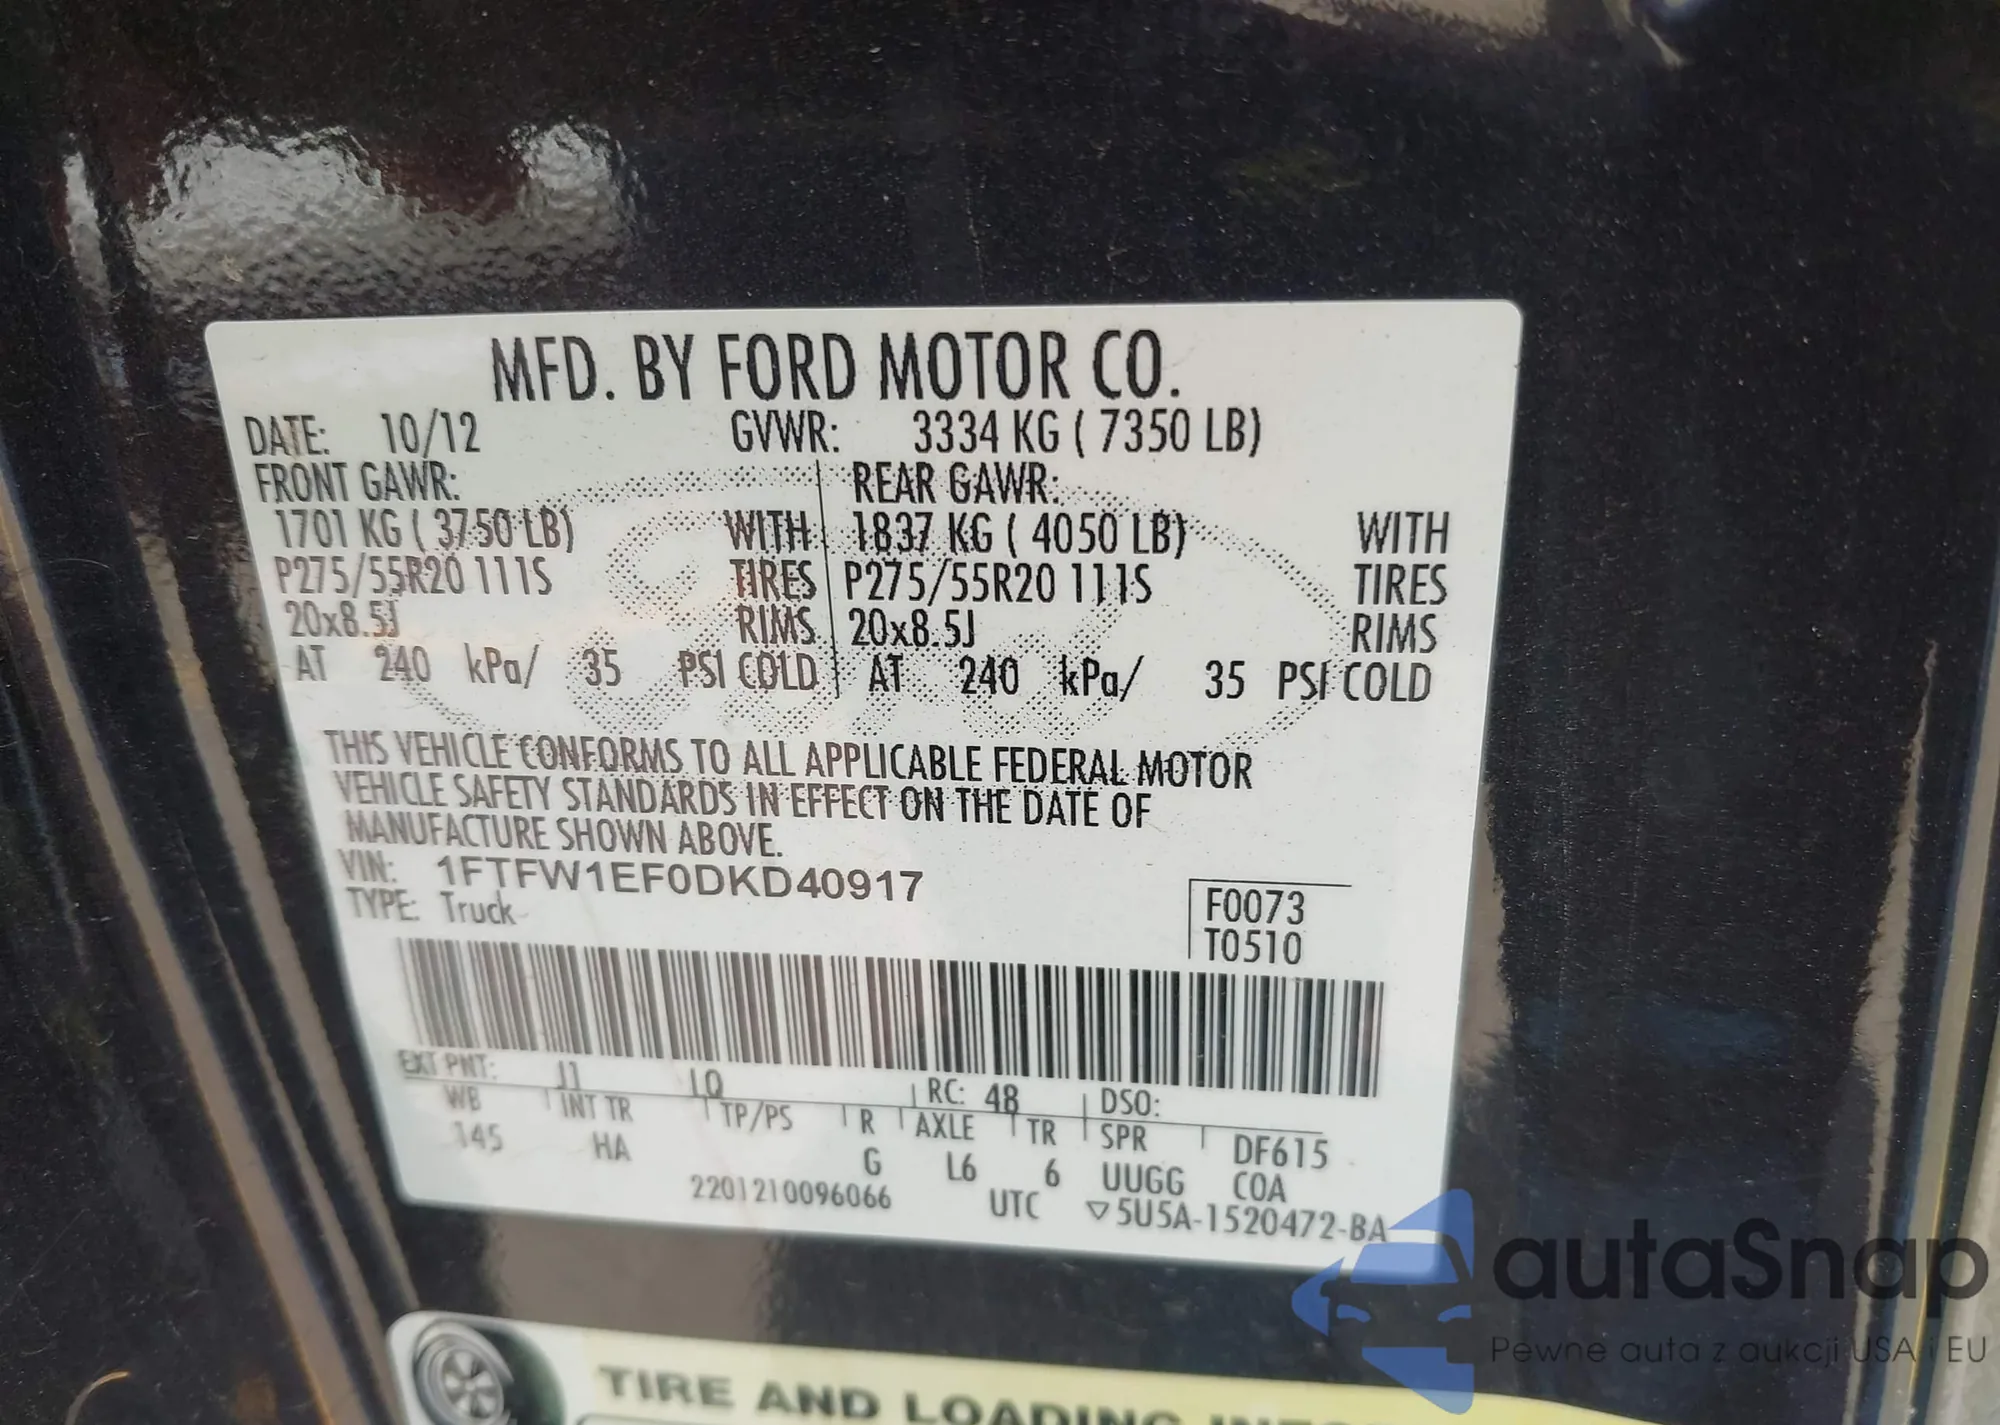 MFD. BY FORD MOTOR CO.
DATE: 10/12 GVWR: 3334 KG ( 7350 LB)
FRONT GAWR: REAR GAWR:
1701 KG ( 3750 LB) WITH 1837 KG ( 4050 LB) WITH
P275/55R20 111S TIRES P275/55R20 111S TIRES
20x8.5J RIMS 20x8.5J RIMS
AT 240 kPa/ 35 PSI COLD AT 240 kPa/ 35 PSI COLD
THIS VEHICLE CONFORMS TO ALL APPLICABLE FEDERAL MOTOR
VEHICLE SAFETY STANDARDS IN EFFECT ON THE DATE OF
MANUFACTURE SHOWN ABOVE.
VIN: 1FTFW1EF0DKD40917
TYPE: Truck
F0073
T0510
EXT PNT: J1 LQ RC: 48 DSO:
WB INT TR TP/PS R AXLE TR SPR DF615
145 HA G L6 6 UUGG COA
2201210096066 UTC ▽5U5A-1520472-BA
autaSnap
Pewne auta z aukcji USA i EU
TIRE AND LOADING